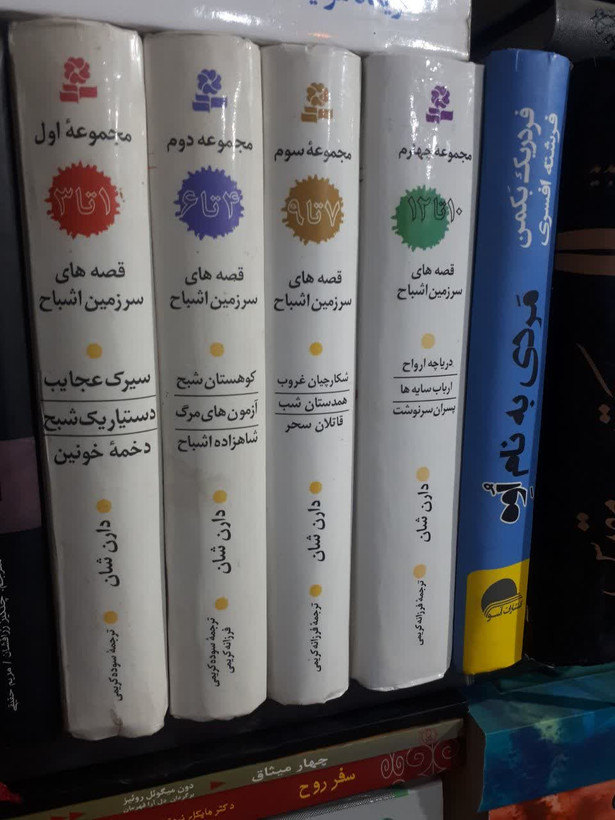 مجموعهٔ اول
۱ تا ۳
قصه های
سرزمین اشباح
سیرک عجایب
دستیار یک شبح
دخمهٔ خونین
دارن شان
ترجمهٔ سوده کریمی
مجموعه دوم
۴ تا ۶
قصه های
سرزمین اشباح
کوهستان شبح
آزمون های مرگ
شاهزاده اشباح
دارن شان
ترجمهٔ سوده کریمی
فرزانه کریمی
مجموعهٔ سوم
۷ تا ۹
قصه های
سرزمین اشباح
شکارچیان غروب
همدستان شب
قاتلان سحر
دارن شان
ترجمهٔ فرزانه کریمی
مجموعه چهارم
۱۰ تا ۱۲
قصه های
سرزمین اشباح
دریاچه ارواح
ارباب سایه ها
پسران سرنوشت
دارن شان
ترجمهٔ فرزانه کریمی
فردریک بکمن
فرشته افسری
مردی به نام اُوِه
چهار میثاق
دون میگوئل روئیز
سفر روح
دکتر مایکل